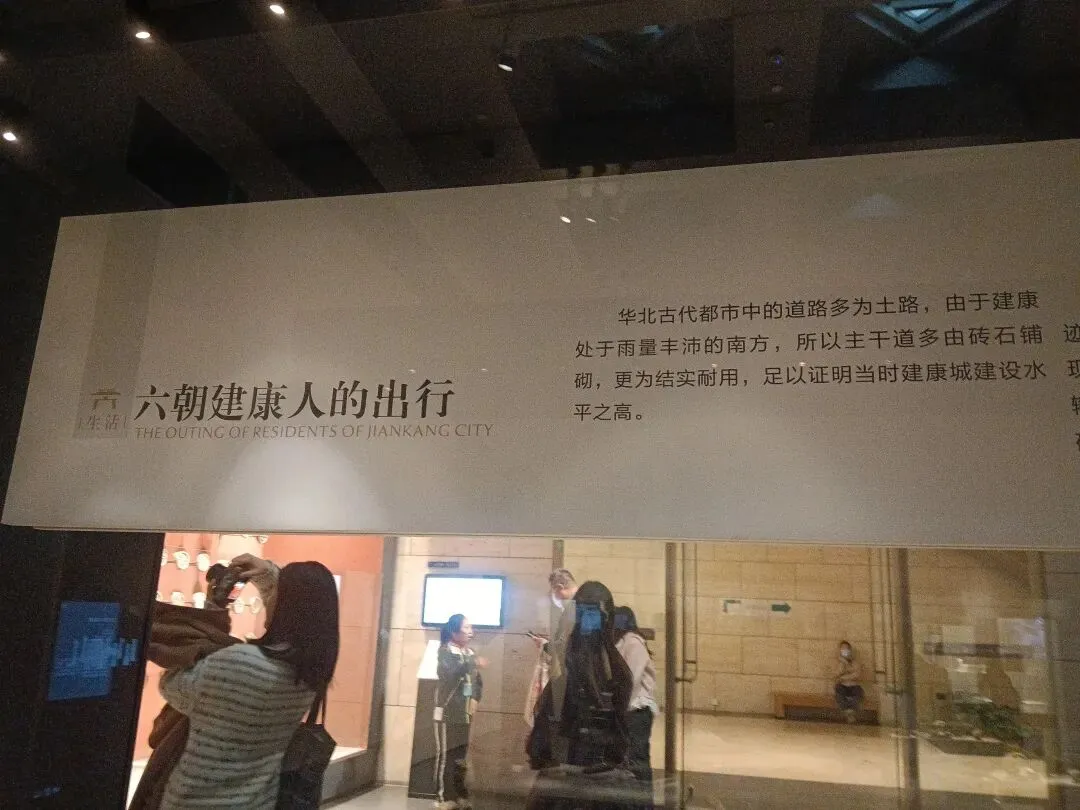 生活
六朝建康人的出行
THE OUTING OF RESIDENTS OF JIANKANG CITY
华北古代都市中的道路多为土路，由于建康
处于雨量丰沛的南方，所以主干道多由砖石铺
砌，更为结实耐用，足以证明当时建康城建设水
平之高。
迹
现